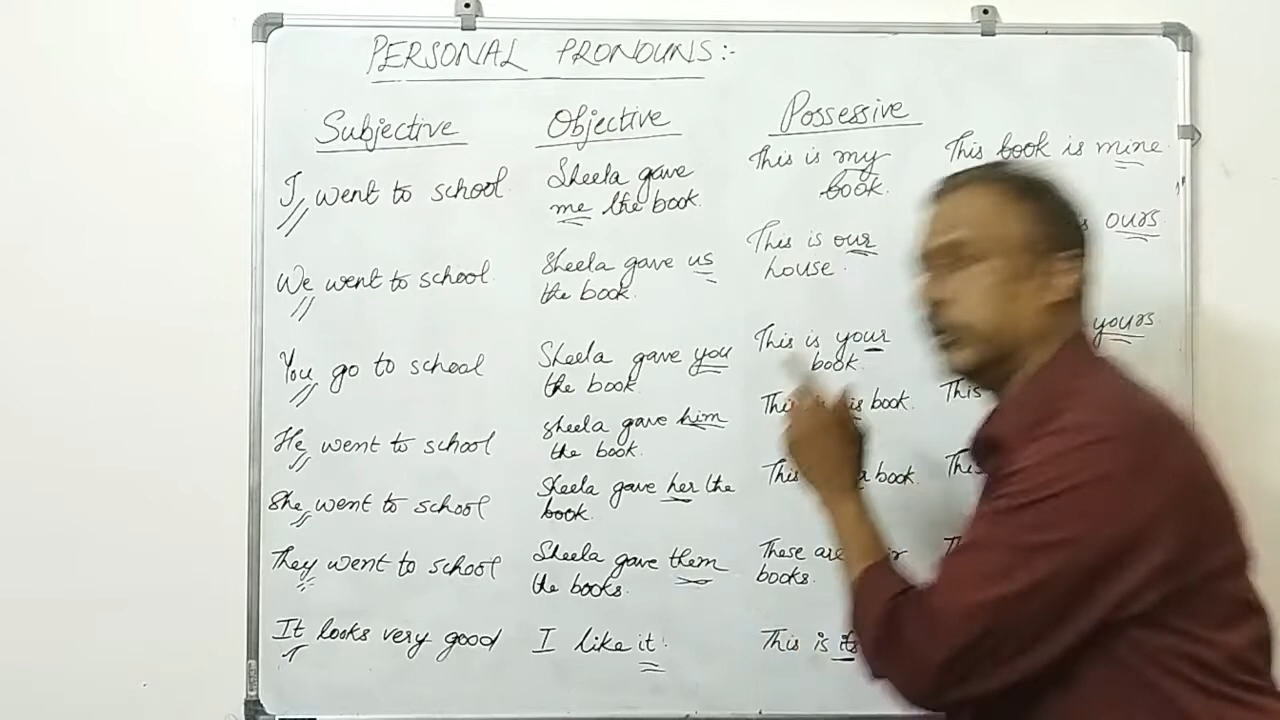 PERSONAL PRONOUNS:-
Subjective
I went to school
We went to school.
You go to school
He went to school
She went to school
They went to school
It looks very good
Objective
Sheela gave
me the book.
Sheela gave us
the book.
Sheela gave you
the book
Sheela gave him
the book.
Sheela gave her the
book.
Sheela gave them
the books.
I like it.
Possessive
This is my
book.
This is our
house.
This is your
book.
This book.
This book.
These are
books.
This is its
This book is mine.
ours
yours
This